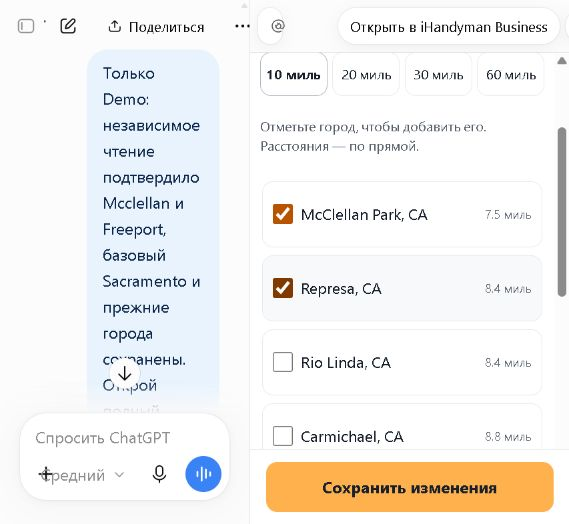 Поделиться
Только
Demo:
независимое
чтение
подтвердило
Mcclellan и
Freeport,
базовый
Sacramento и
прежние
города
сохранены.
Открой
полный
Спросить ChatGPT
Средний
Открыть в iHandyman Business
10 миль
20 миль
30 миль
60 миль
Отметьте город, чтобы добавить его.
Расстояния — по прямой.
McClellan Park, CA 7.5 миль
Represa, CA 8.4 миль
Rio Linda, CA 8.4 миль
Carmichael, CA 8.8 миль
Сохранить изменения